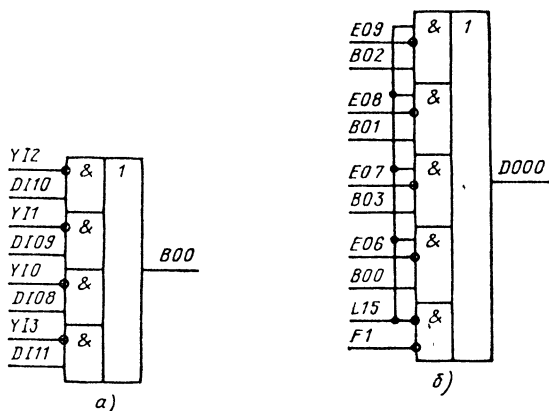 YI2
& 1
DI10
YI1
&
DI09
YI0
&
DI08
YI3
&
DI11
B00
а)
E09
& 1
B02
E08
&
B01
E07
&
B03
E06
&
B00
L15
&
F1
D000
б)